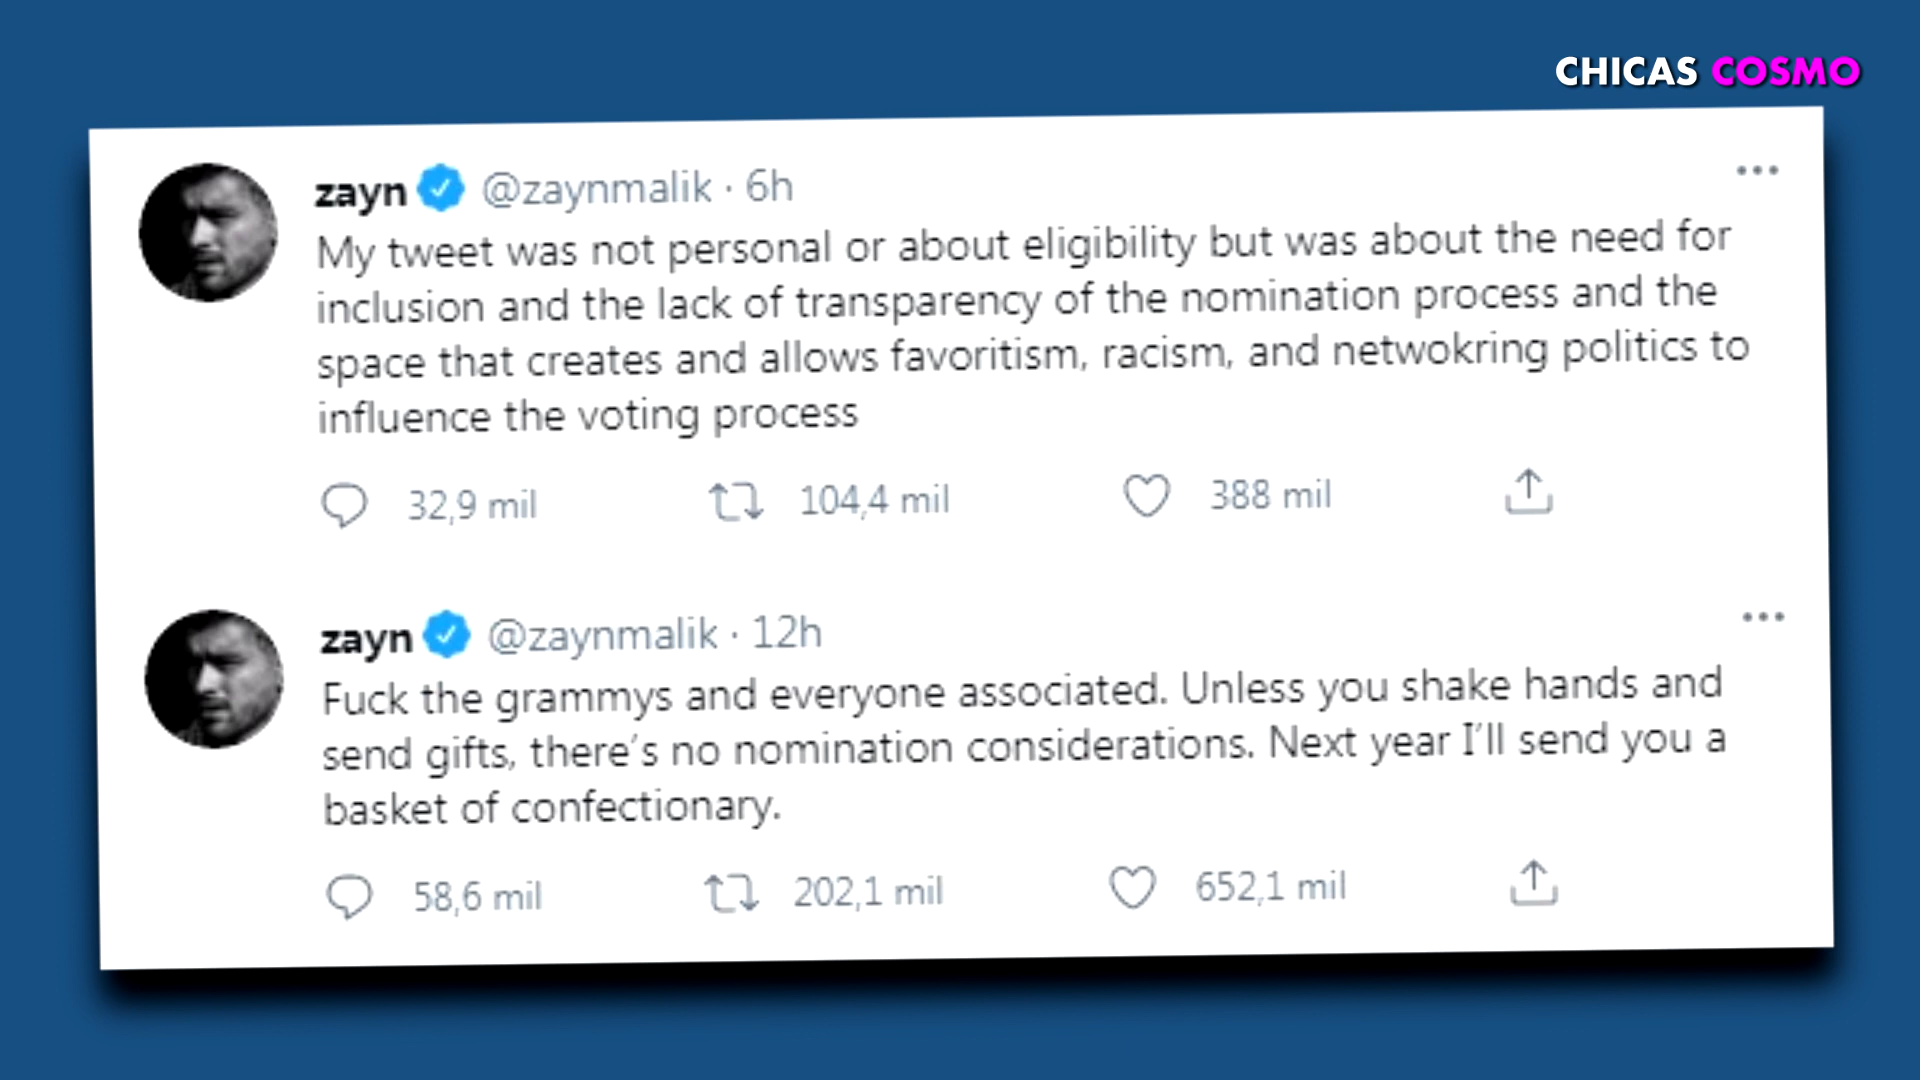 CHICAS COSMO
zayn @zaynmalik · 6h
My tweet was not personal or about eligibility but was about the need for
inclusion and the lack of transparency of the nomination process and the
space that creates and allows favoritism, racism, and netwokring politics to
influence the voting process
32,9 mil 104,4 mil 388 mil
zayn @zaynmalik · 12h
Fuck the grammys and everyone associated. Unless you shake hands and
send gifts, there's no nomination considerations. Next year I'll send you a
basket of confectionary.
58,6 mil 202,1 mil 652,1 mil